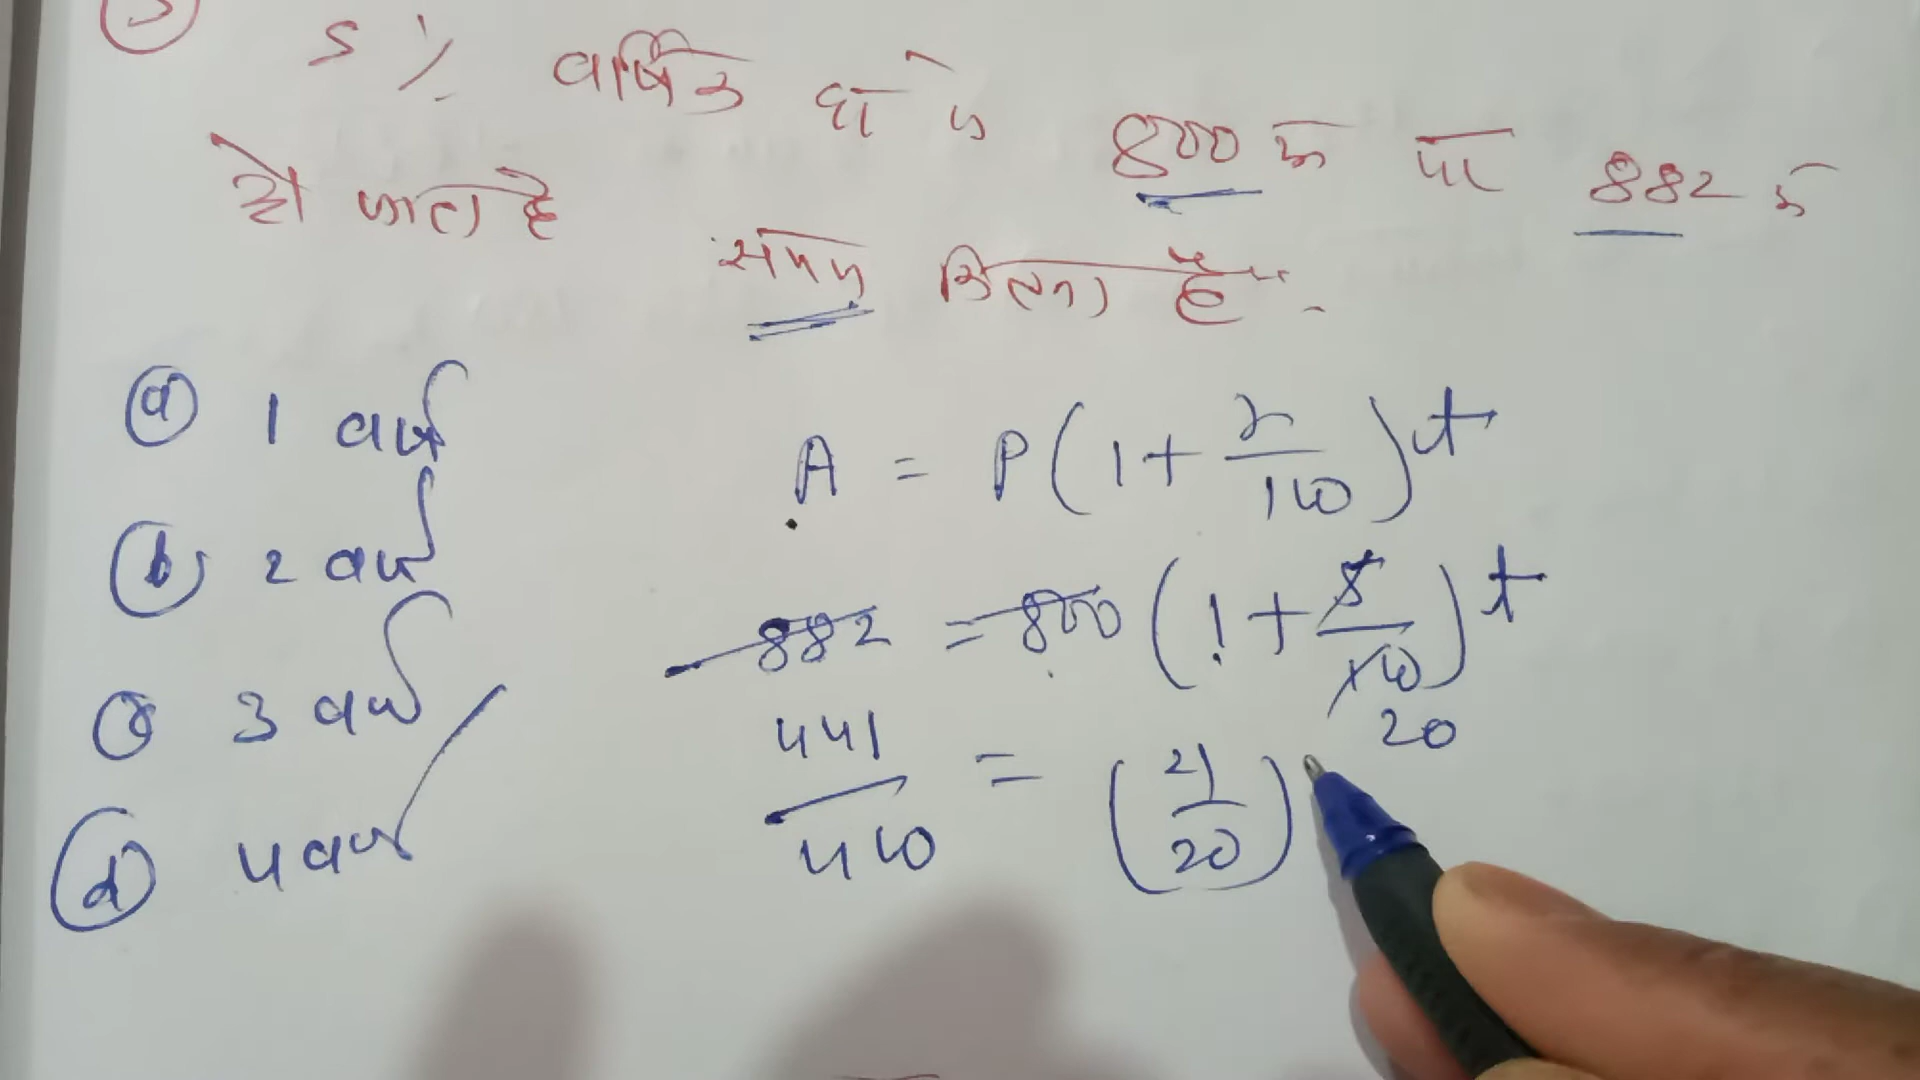 5% वार्षिक दर से 800 रू पर 882 रू
हो जाता है समय कितना है -
(a) 1 वर्ष
(b) 2 वर्ष
(c) 3 वर्ष
(d) 4 वर्ष
A = P(1 + r/100)^t
882 = 800 (1 + 5/100)^t
20
441/400 = (21/20)